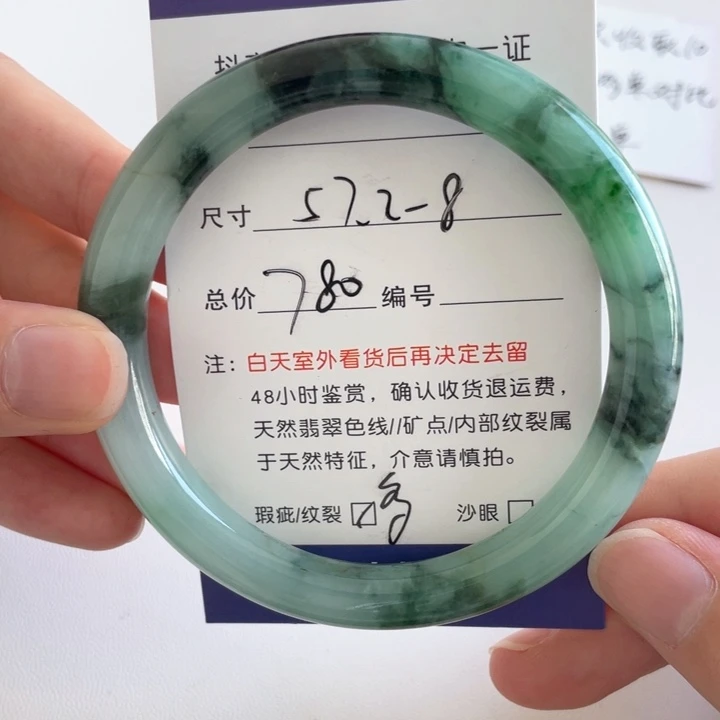 一证
尺寸 57.2-8
总价 780 编号
注：白天室外看货后再决定去留
48小时鉴赏，确认收货退运费，
天然翡翠色线//矿点/内部纹裂属
于天然特征，介意请慎拍。
瑕疵/纹裂 ☑ 多 沙眼 □